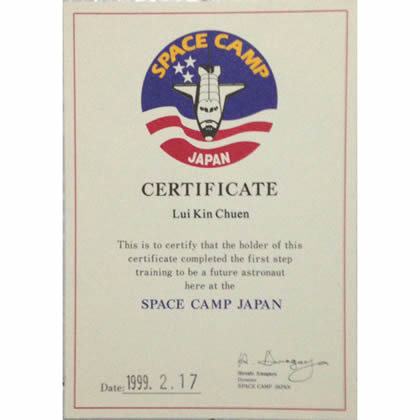 SPACE CAMP
JAPAN
CERTIFICATE
Lui Kin Chuen
This is to certify that the holder of this
certificate completed the first step
training to be a future astronaut
here at the
SPACE CAMP JAPAN
Date: 1999. 2. 17
Director
SPACE CAMP JAPAN